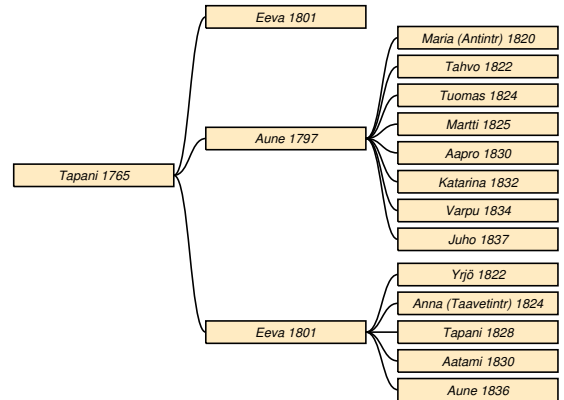 Eeva 1801
Maria (Antintr) 1820
Tahvo 1822
Tuomas 1824
Martti 1825
Aune 1797
Aapro 1830
Tapani 1765
Katarina 1832
Varpu 1834
Juho 1837
Yrjö 1822
Anna (Taavetintr) 1824
Eeva 1801
Tapani 1828
Aatami 1830
Aune 1836